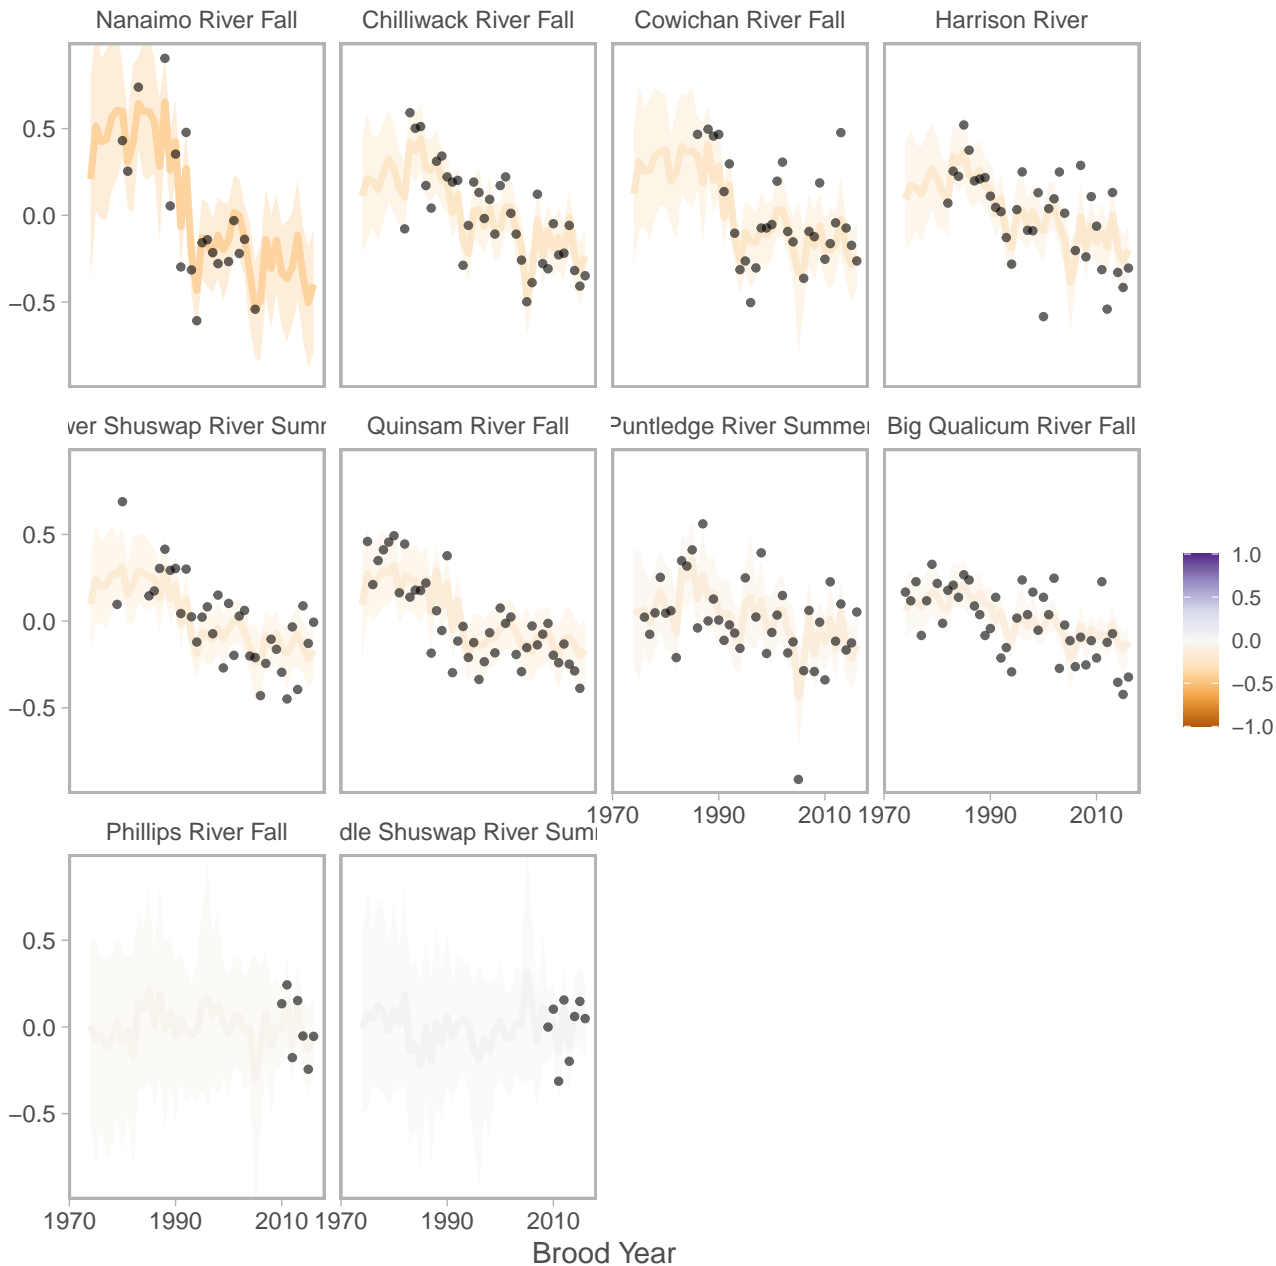 Nanaimo River Fall
Chilliwack River Fall
Cowichan River Fall
Harrison River
0.5
0.0
−0.5
ver Shuswap River Sumr
Quinsam River Fall
Puntledge River Summer
Big Qualicum River Fall
0.5
0.0
−0.5
1970
1990
2010
1970
1990
2010
1.0
0.5
0.0
−0.5
−1.0
Phillips River Fall
dle Shuswap River Sumi
0.5
0.0
−0.5
1970
1990
2010
1970
1990
2010
Brood Year